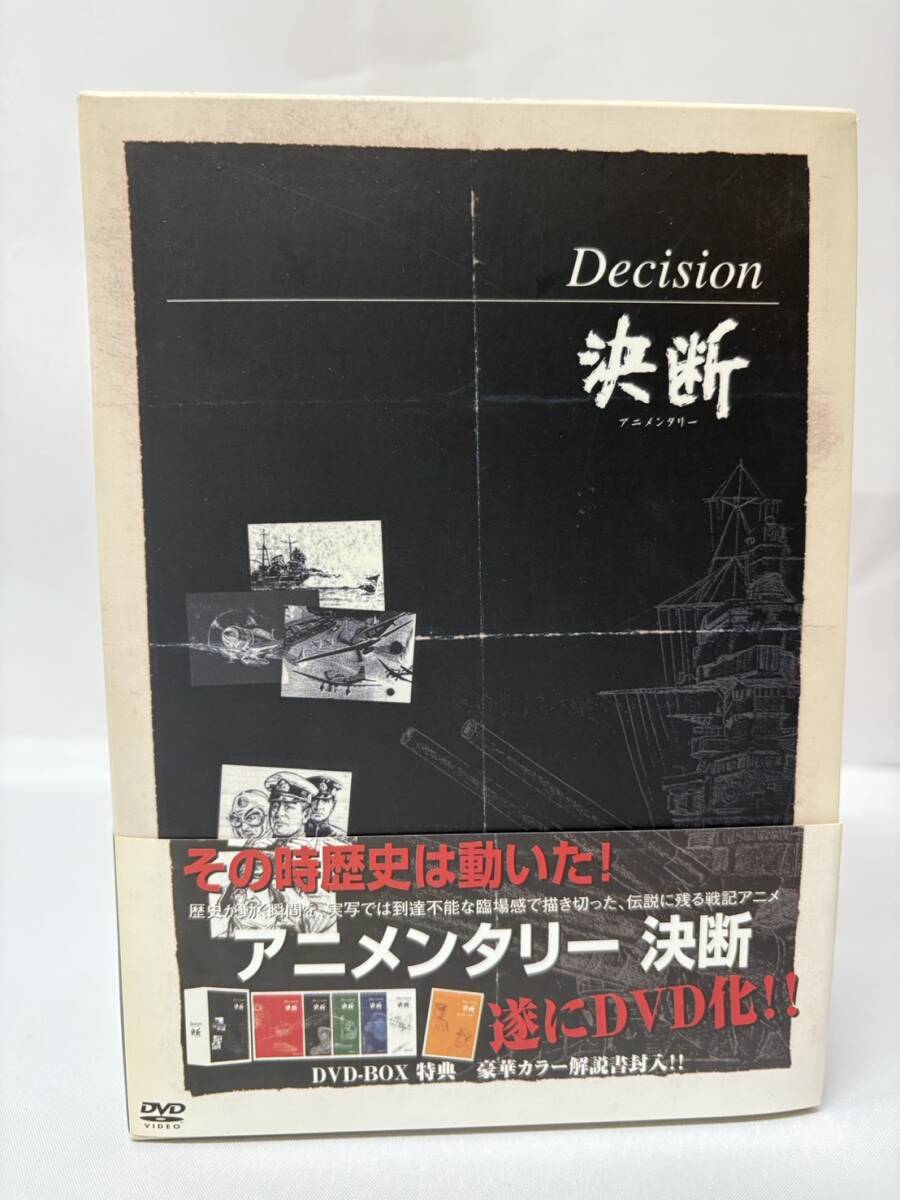 Decision
決断
アニメンタリー
その時歴史は動いた!
歴史が動く瞬間を、実写では到達不能な臨場感で描き切った、伝説に残る戦記アニメ
アニメンタリー 決断
遂にDVD化!!
DVD-BOX 特典 豪華カラー解説書封入!!
DVD
VIDEO